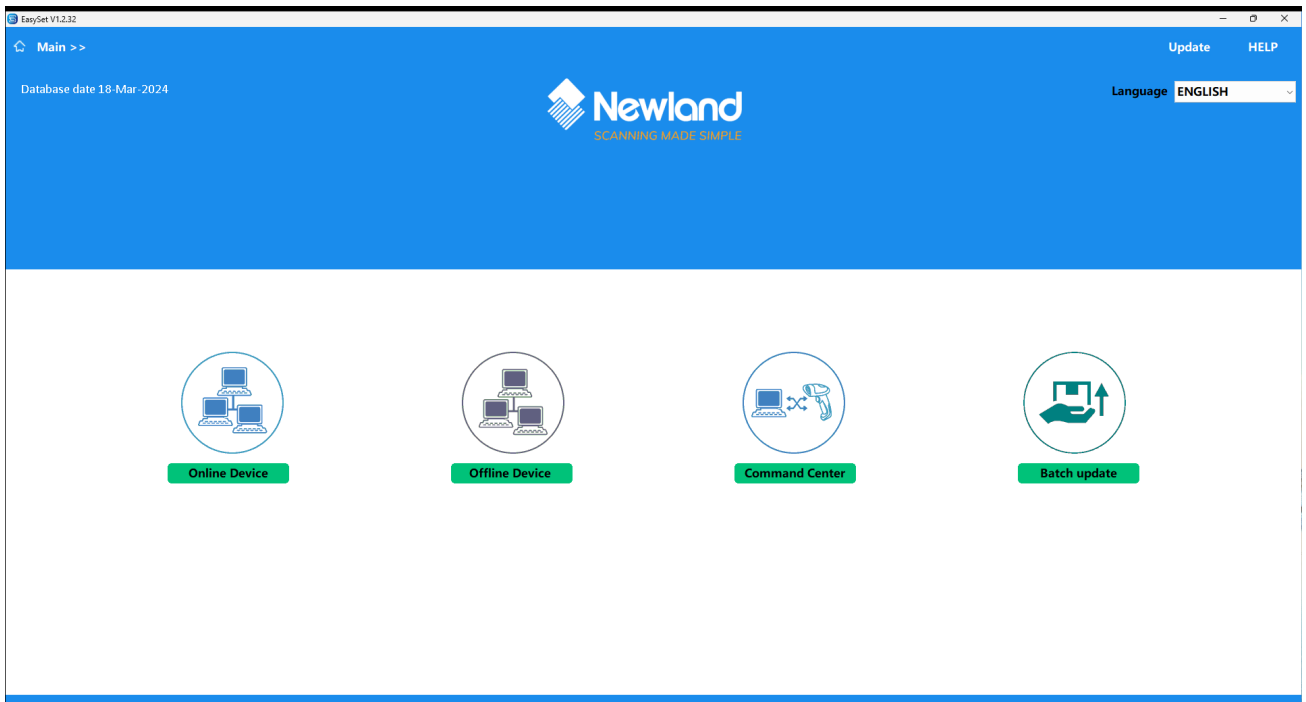 EasySet V1.2.32
Main >>
Update
HELP
Database date 18-Mar-2024
Newland
SCANNING MADE SIMPLE
Language
ENGLISH
Online Device
Offline Device
Command Center
Batch update